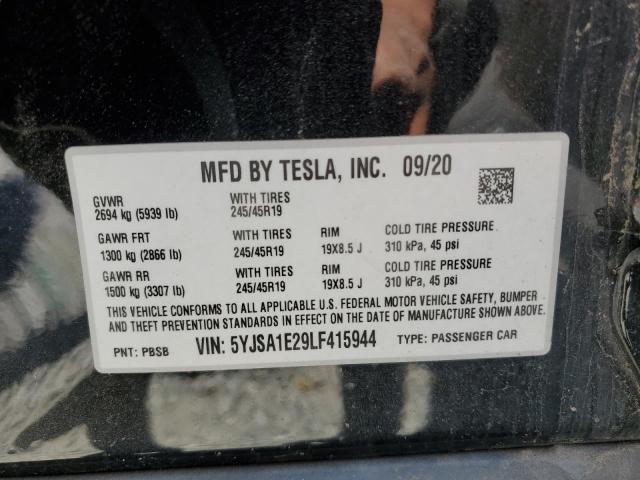 MFD BY TESLA, INC. 09/20
GVWR WITH TIRES
2694 kg (5939 lb) 245/45R19
GAWR FRT WITH TIRES RIM COLD TIRE PRESSURE
1300 kg (2866 lb) 245/45R19 19X8.5 J 310 kPa, 45 psi
GAWR RR WITH TIRES RIM COLD TIRE PRESSURE
1500 kg (3307 lb) 245/45R19 19X8.5 J 310 kPa, 45 psi
THIS VEHICLE CONFORMS TO ALL APPLICABLE U.S. FEDERAL MOTOR VEHICLE SAFETY, BUMPER
AND THEFT PREVENTION STANDARDS IN EFFECT ON THE DATE OF MANUFACTURE SHOWN ABOVE.
PNT: PBSB VIN: 5YJSA1E29LF415944 TYPE: PASSENGER CAR